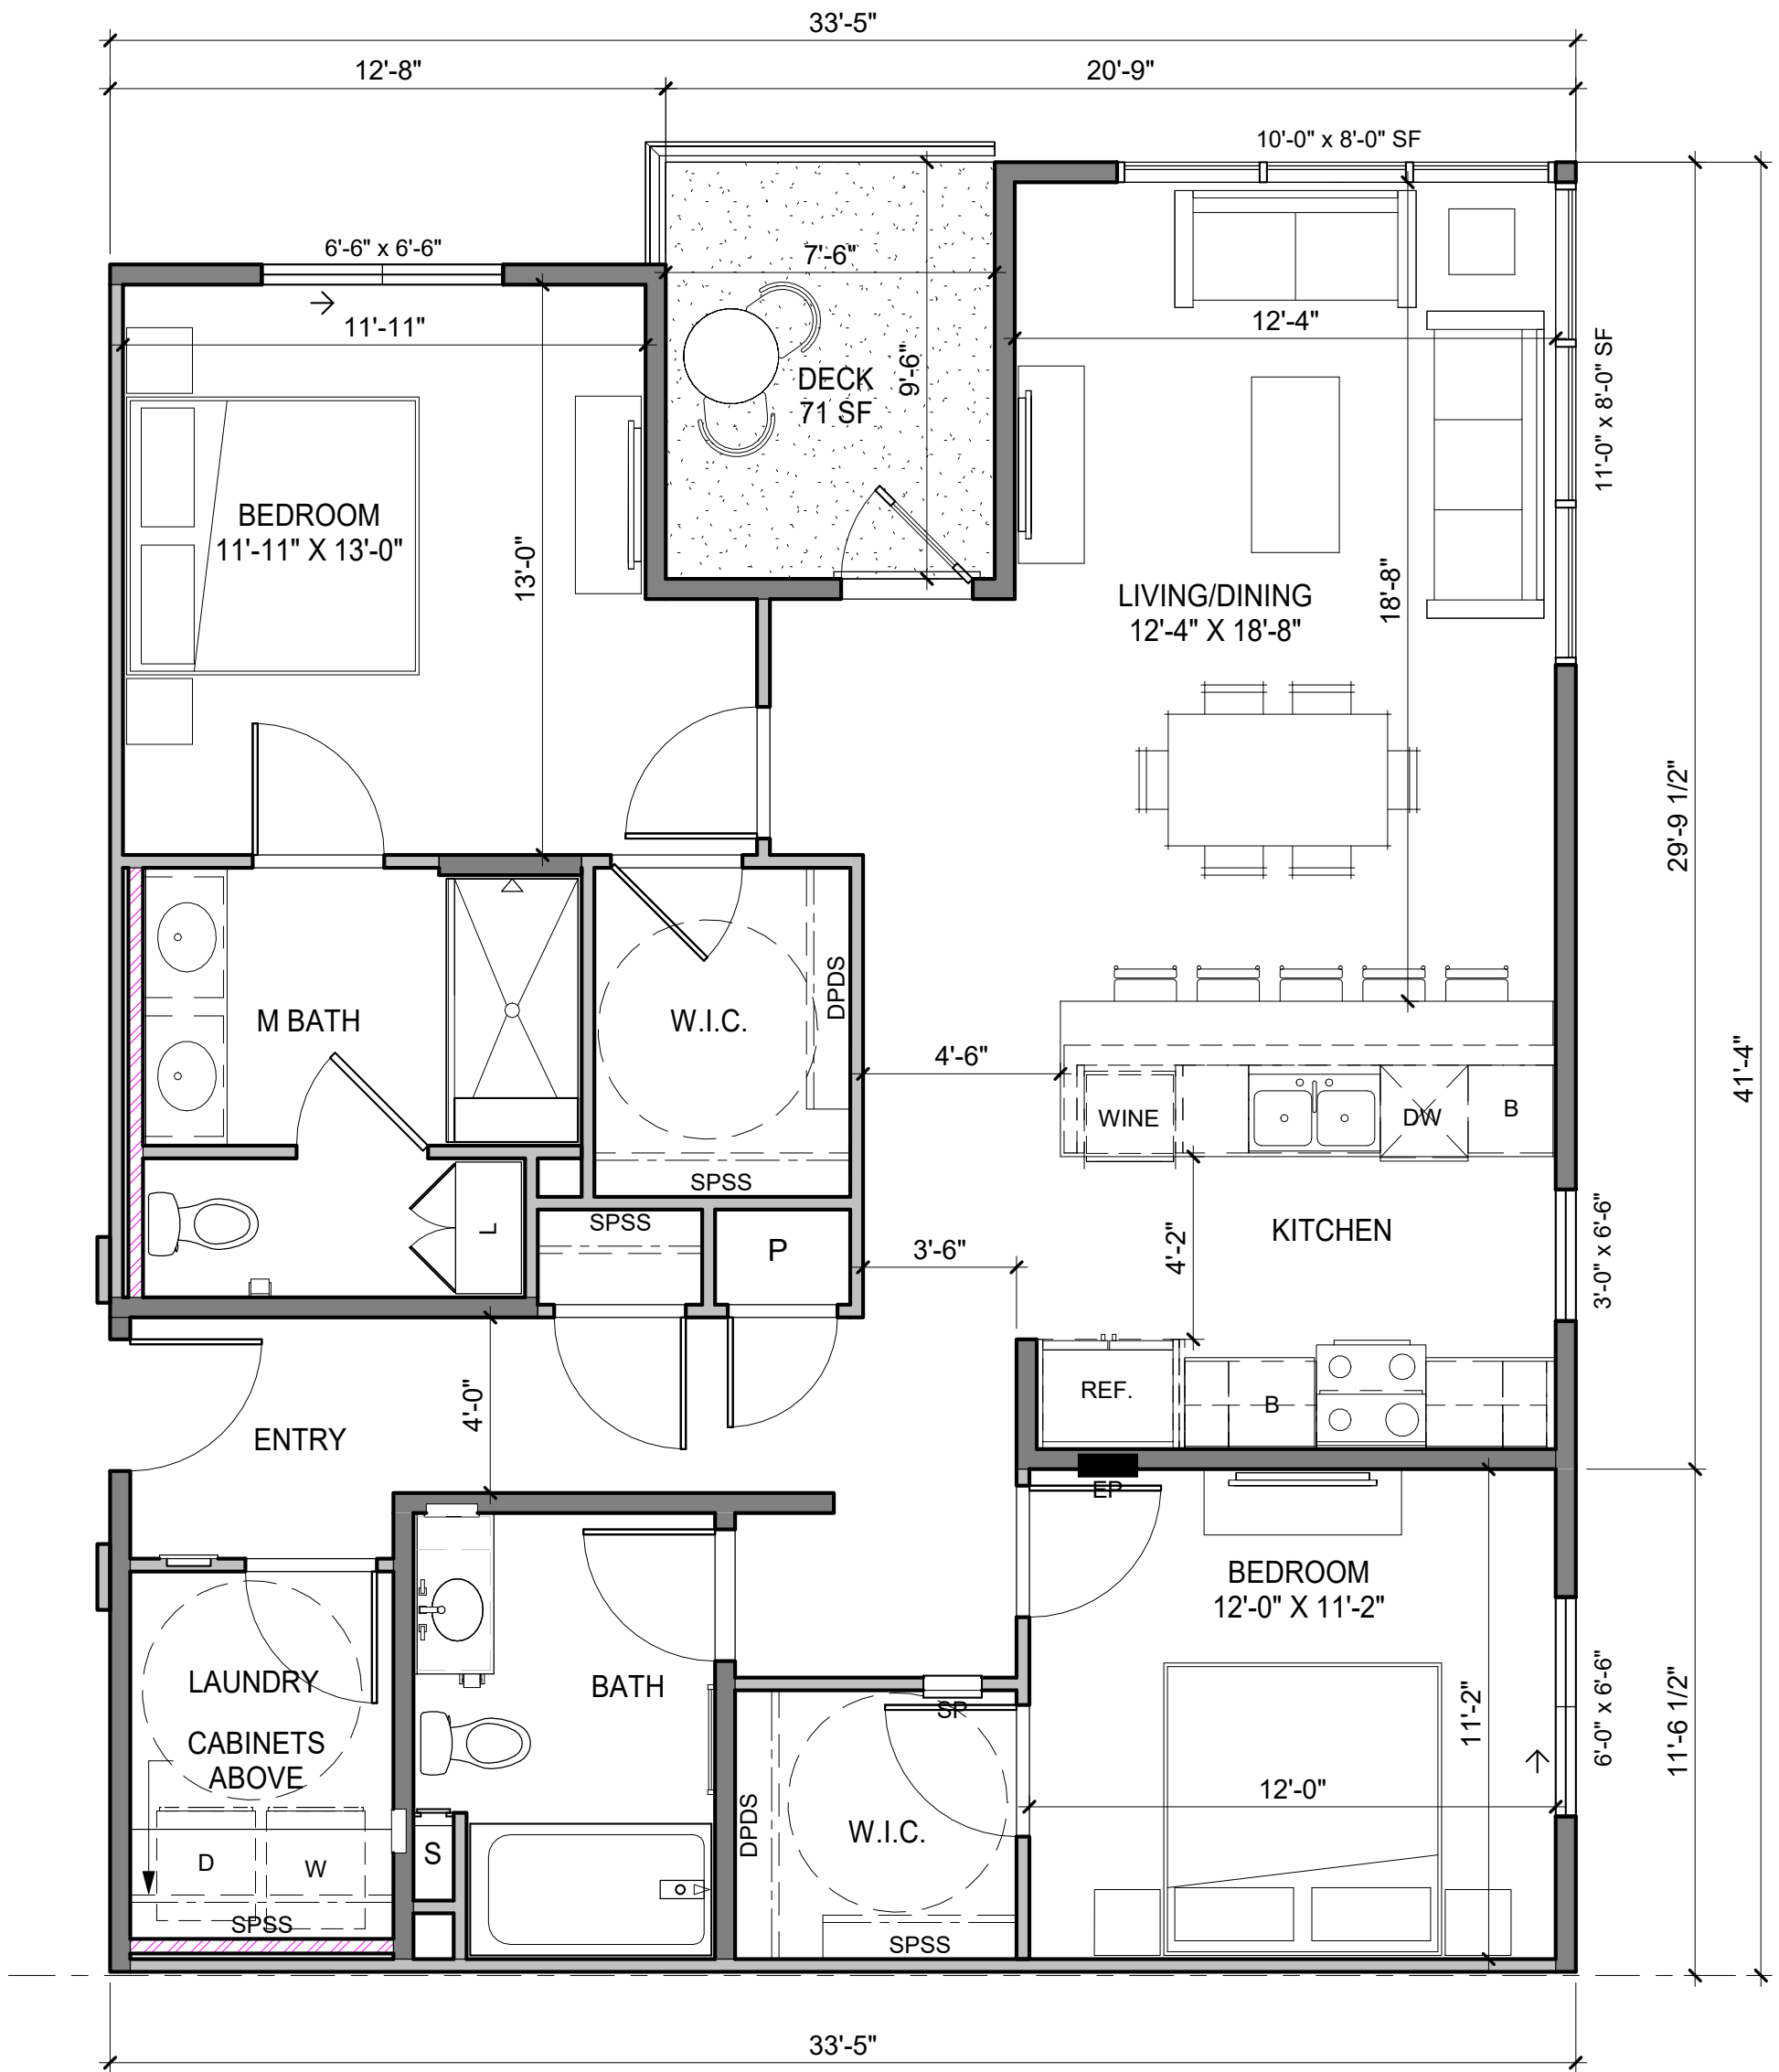 33'-5"
12'-8"
20'-9"
10'-0" x 8'-0" SF
6'-6" x 6'-6"
7'-6"
11'-11"
12'-4"
9'-6"
DECK
71 SF
11'-0" x 8'-0" SF
BEDROOM
11'-11" X 13'-0"
13'-0"
18'-8"
LIVING/DINING
12'-4" X 18'-8"
29'-9 1/2"
41'-4"
M BATH
W.I.C.
DPDS
SPSS
4'-6"
WINE
DW
B
L
SPSS
P
3'-6"
4'-2"
KITCHEN
3'-0" x 6'-6"
REF.
B
4'-0"
ENTRY
EP
BEDROOM
12'-0" X 11'-2"
LAUNDRY
CABINETS
ABOVE
BATH
SP
11'-2"
6'-0" x 6'-6"
11'-6 1/2"
12'-0"
DPDS
W.I.C.
D
W
S
SPSS
SPSS
33'-5"